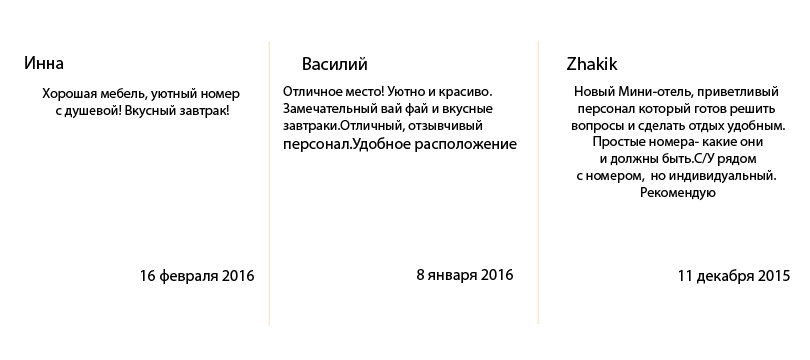 Инна
Хорошая мебель, уютный номер
с душевой! Вкусный завтрак!
16 февраля 2016
Василий
Отличное место! Уютно и красиво.
Замечательный вай фай и вкусные
завтраки.Отличный, отзывчивый
персонал.Удобное расположение
8 января 2016
Zhakik
Новый Мини-отель, приветливый
персонал который готов решить
вопросы и сделать отдых удобным.
Простые номера- какие они
и должны быть.С/У рядом
с номером, но индивидуальный.
Рекомендую
11 декабря 2015